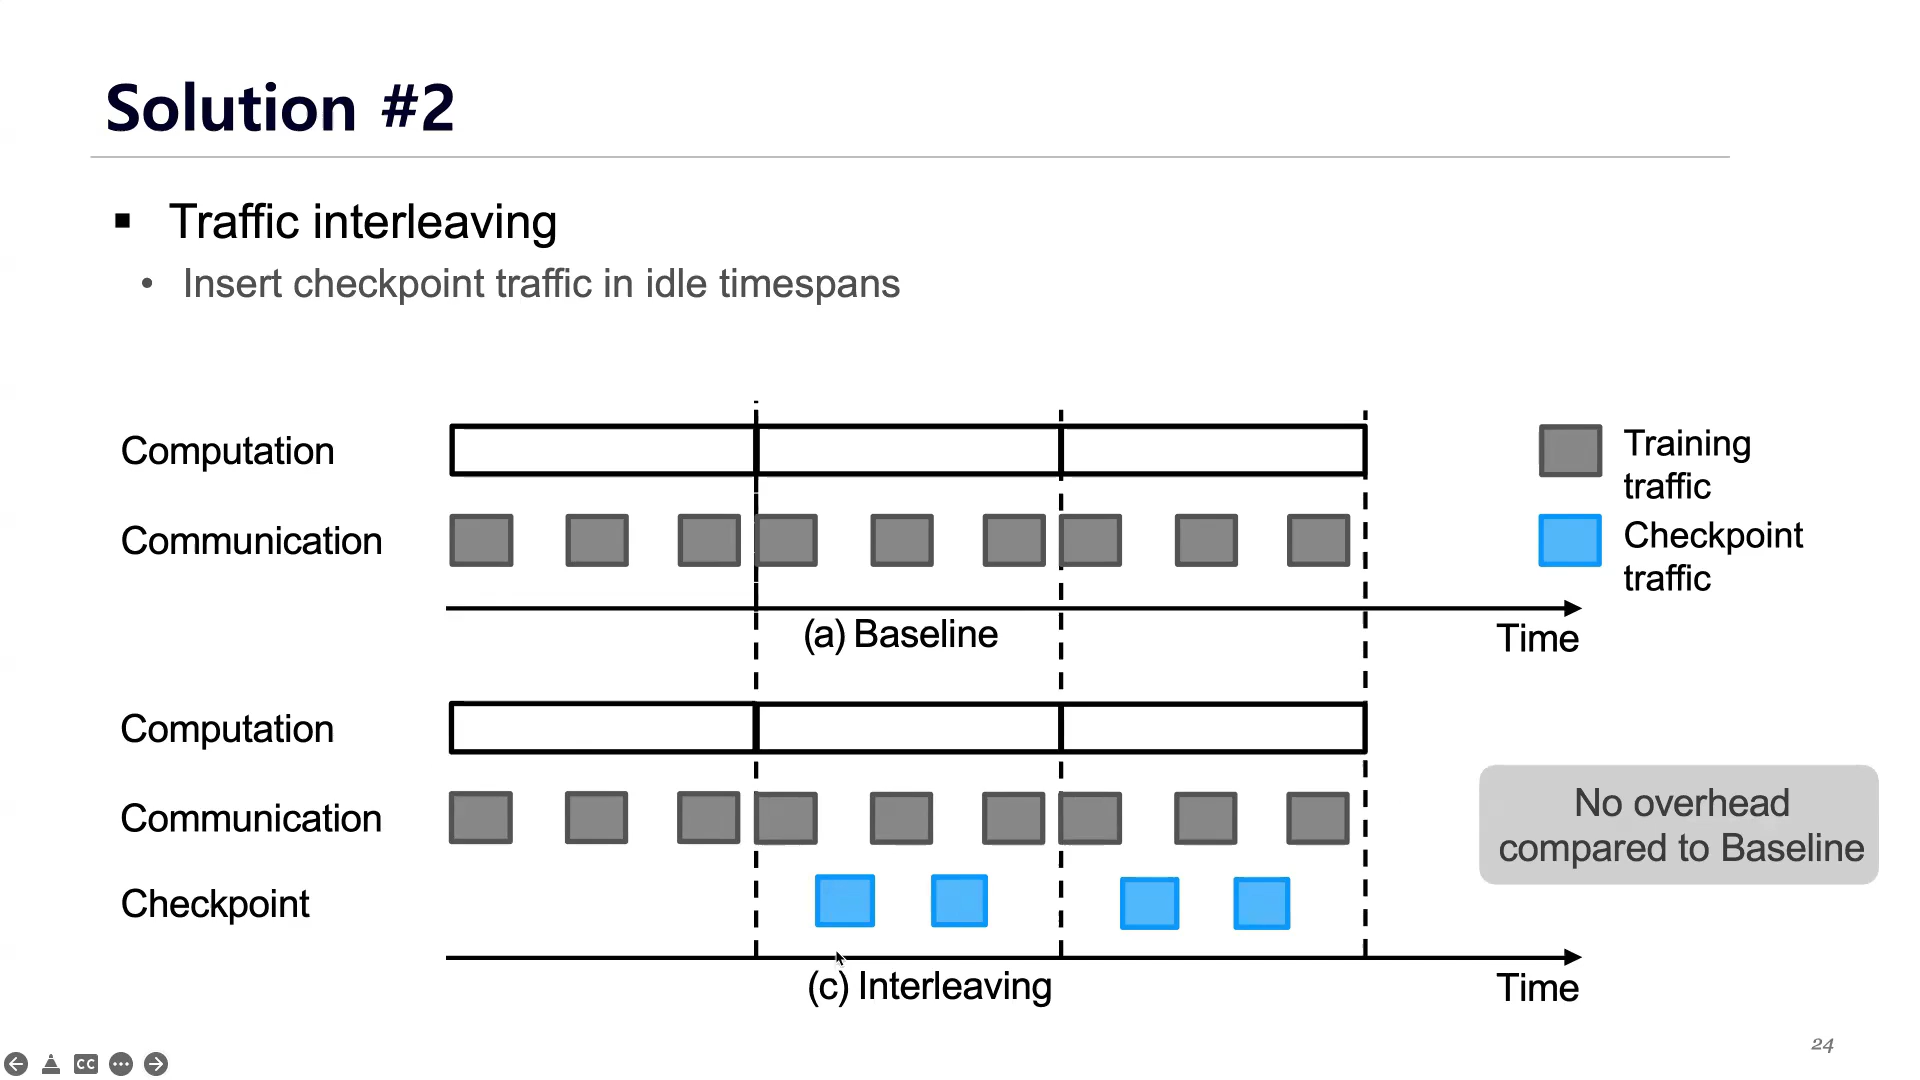 Solution #2
Traffic interleaving
Insert checkpoint traffic in idle timespans
Computation
Communication
Training
traffic
Checkpoint
traffic
(a) Baseline
Time
Computation
Communication
Checkpoint
No overhead
compared to Baseline
(c) Interleaving
Time
24
CC